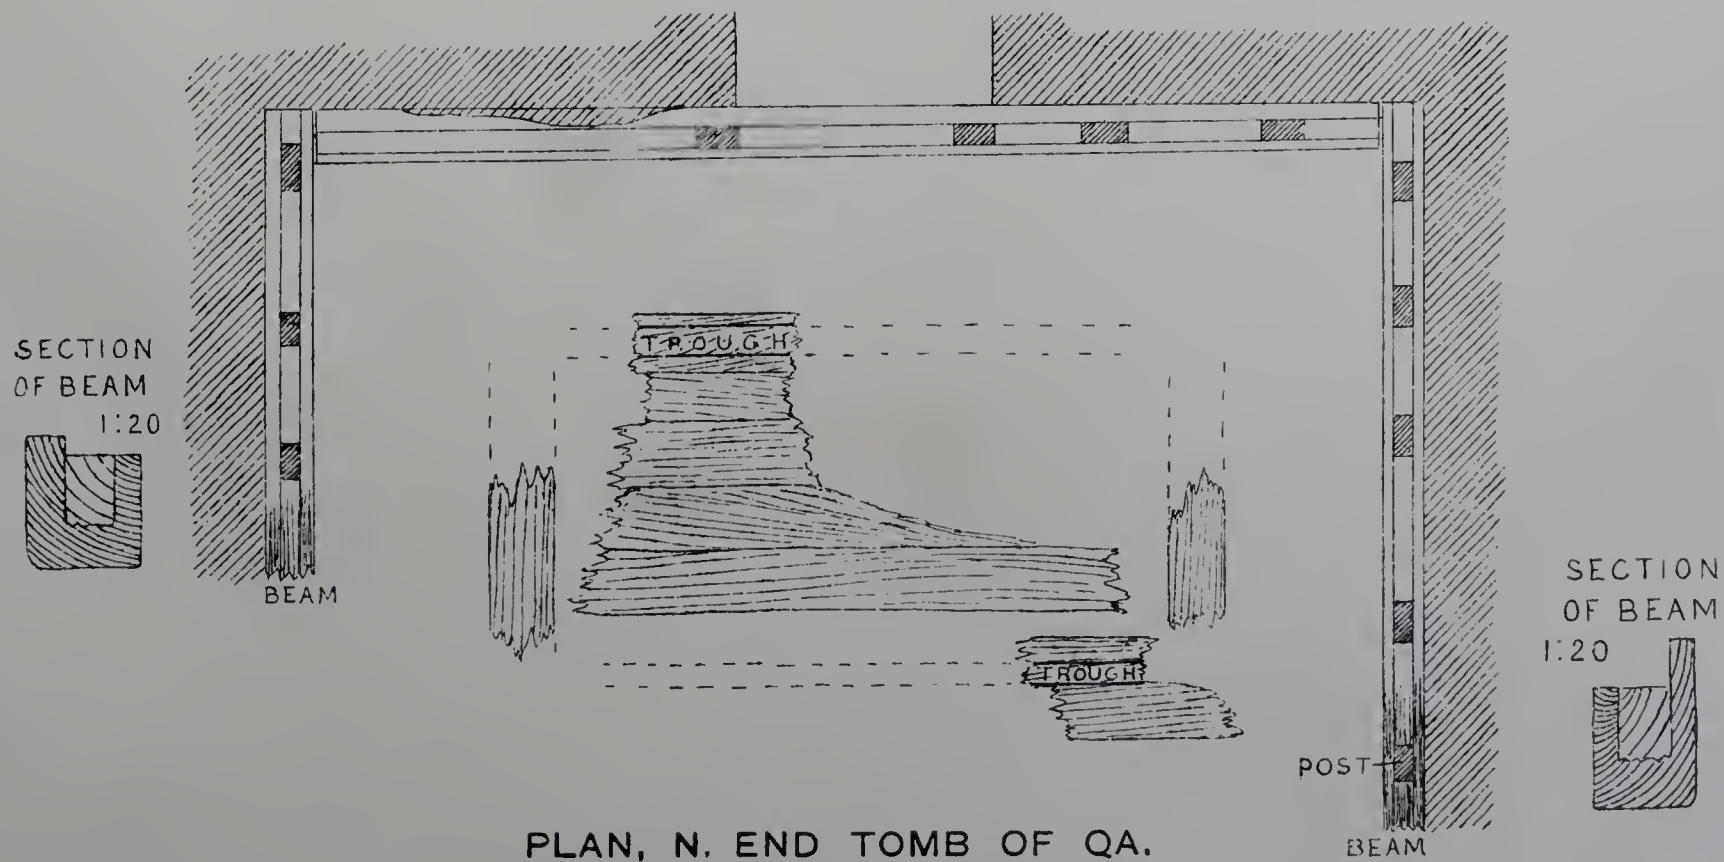 TROUGH
SECTION
OF BEAM
1:20
BEAM
TROUGH
SECTION
OF BEAM
1:20
POST
PLAN, N. END TOMB OF QA.
BEAM